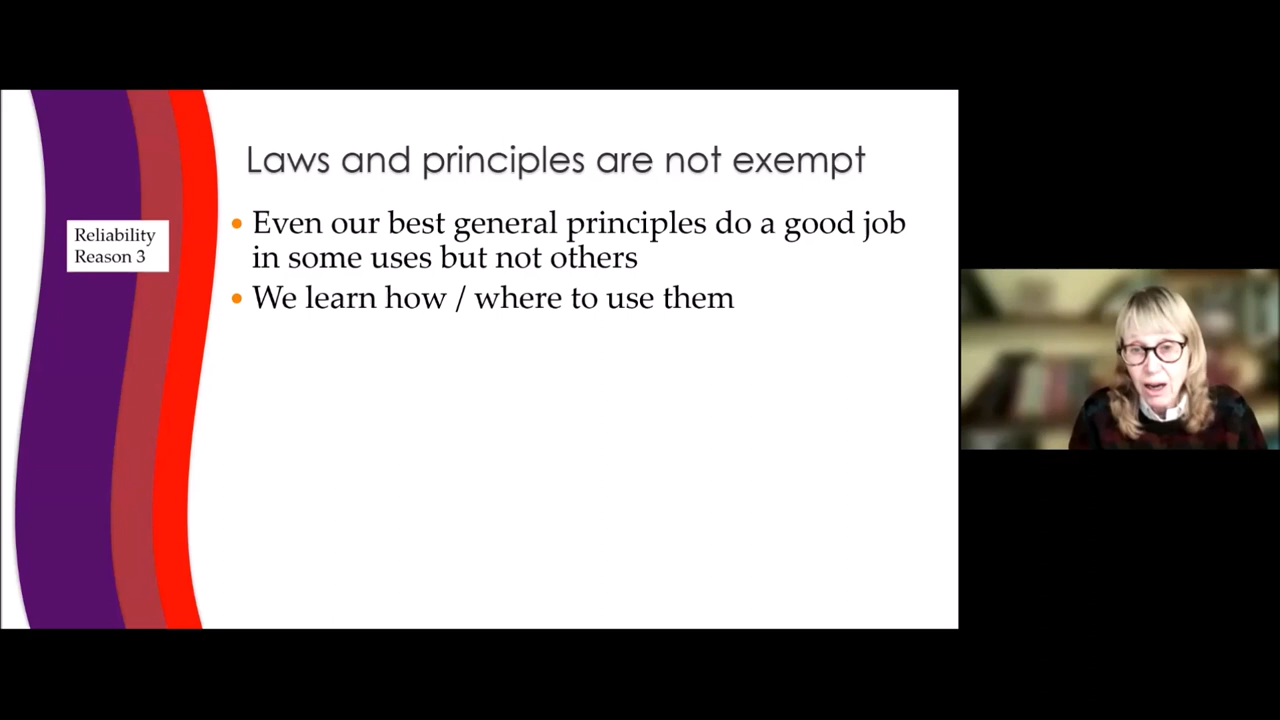 Laws and principles are not exempt
Reliability
Reason 3
• Even our best general principles do a good job
in some uses but not others
• We learn how / where to use them